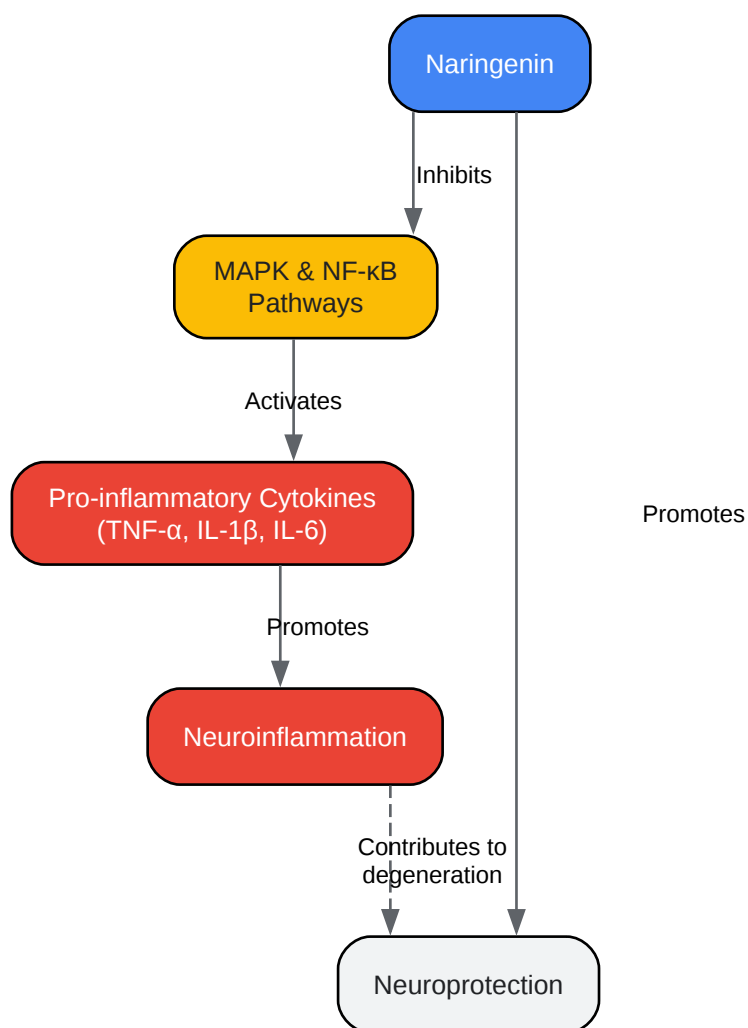 Naringenin
Inhibits
MAPK & NF-κB
Pathways
Activates
Pro-inflammatory Cytokines
(TNF-α, IL-1β, IL-6)
Promotes
Promotes
Neuroinflammation
Contributes to
degeneration
Neuroprotection